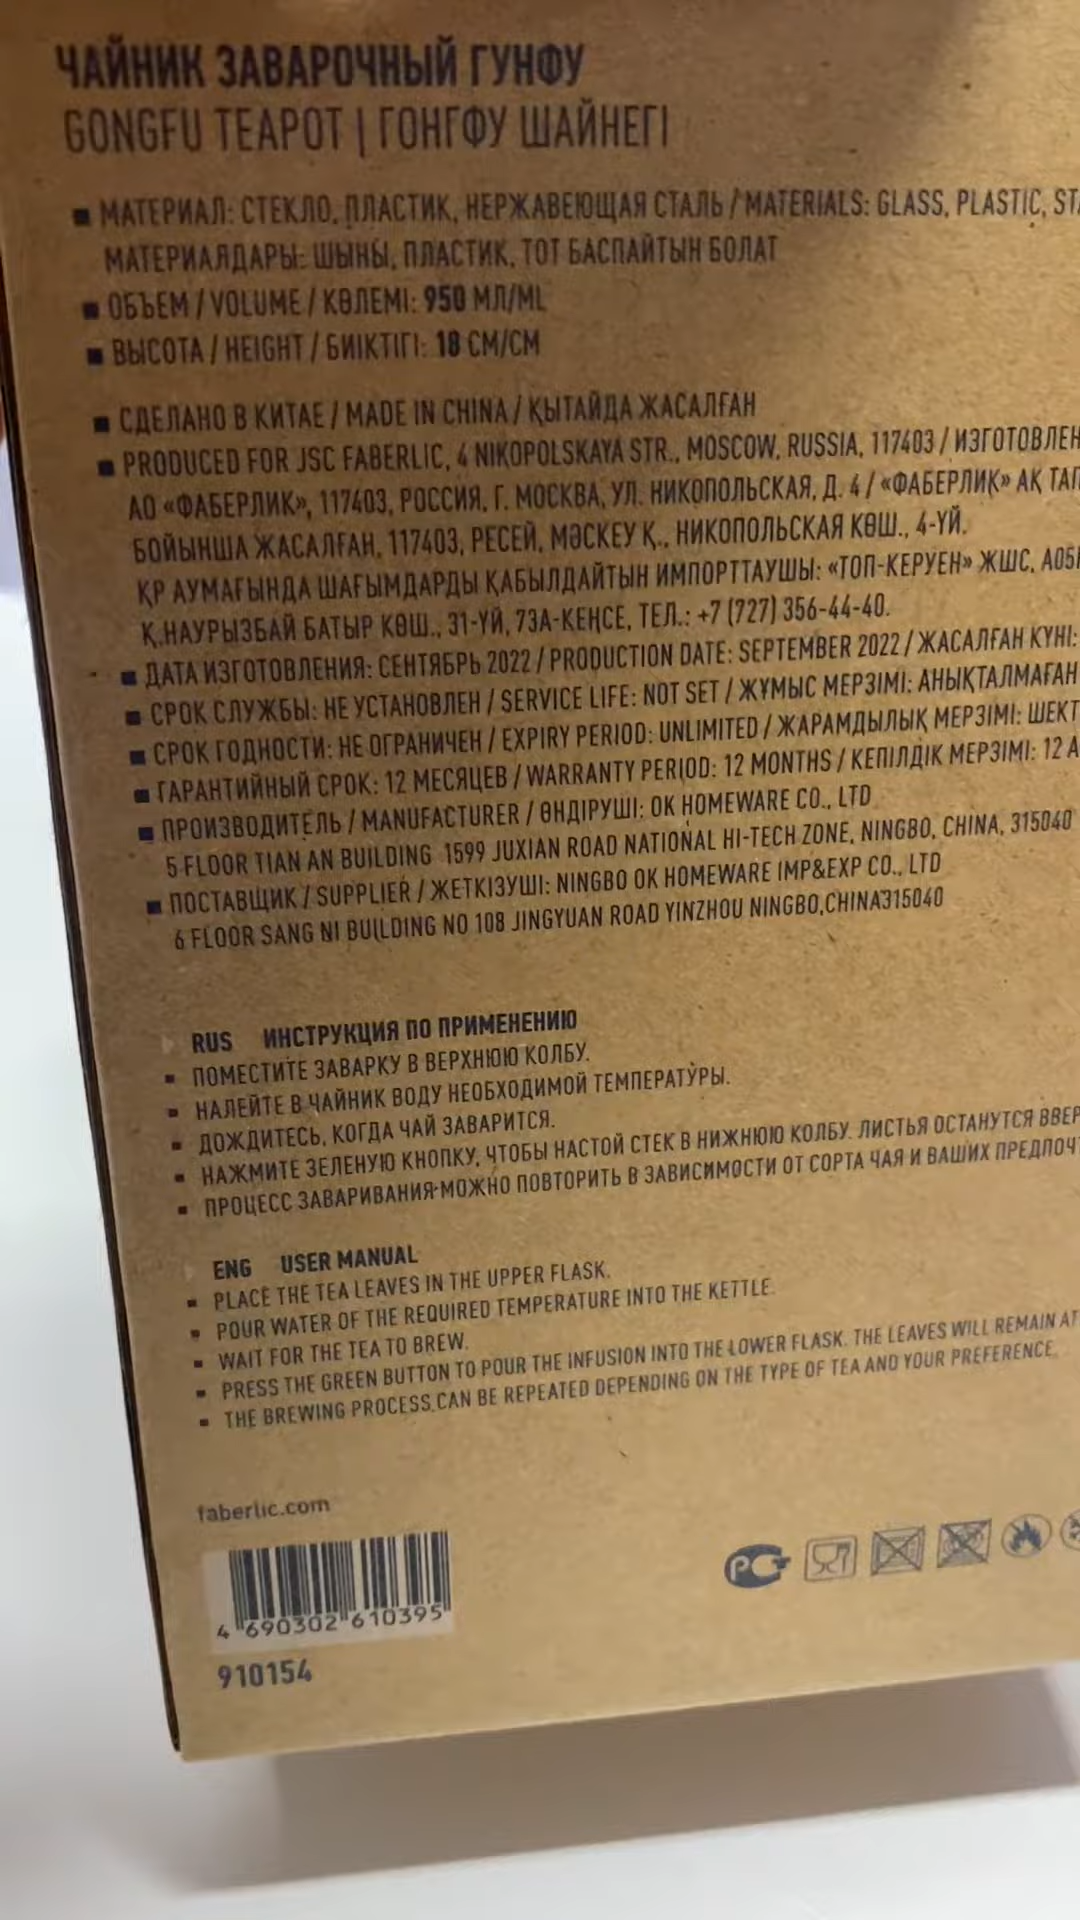 ЧАЙНИК ЗАВАРОЧНЫЙ ГУНФУ
GONGFU TEAPOT | ГОНГФУ ШАЙНЕГІ
■ МАТЕРИАЛ: СТЕКЛО, ПЛАСТИК, НЕРЖАВЕЮЩАЯ СТАЛЬ / MATERIALS: GLASS, PLASTIC,
МАТЕРИАЛДАРЫ: ШЫНЫ, ПЛАСТИК, ТОТ БАСПАЙТЫН БОЛАТ
■ ОБЪЕМ / VOLUME / КӨЛЕМІ: 950 МЛ/ML
■ ВЫСОТА / HEIGHT / БИІКТІГІ: 18 СМ/CM
■ СДЕЛАНО В КИТАЕ / MADE IN CHINA / ҚЫТАЙДА ЖАСАЛҒАН
■ PRODUCED FOR JSC FABERLIC, 4 NIKOPOLSKAYA STR., MOSCOW, RUSSIA, 117403 / ИЗГОТОВЛЕН
АО «ФАБЕРЛИК», 117403, РОССИЯ, Г. МОСКВА, УЛ. НИКОПОЛЬСКАЯ, Д. 4 / «ФАБЕРЛИК» АҚ
БОЙЫНША ЖАСАЛҒАН, 117403, РЕСЕЙ, МӘСКЕУ Қ., НИКОПОЛЬСКАЯ КӨШ., 4-ҮЙ.
ҚР АУМАҒЫНДА ШАҒЫМДАРДЫ ҚАБЫЛДАЙТЫН ИМПОРТТАУШЫ: «ТОП-КЕРУЕН» ЖШС,
Қ.НАУРЫЗБАЙ БАТЫР КӨШ., 31-ҮЙ, 73А-КЕҢСЕ, ТЕЛ.: +7 (727) 356-44-40.
■ ДАТА ИЗГОТОВЛЕНИЯ: СЕНТЯБРЬ 2022 / PRODUCTION DATE: SEPTEMBER 2022 / ЖАСАЛҒАН КҮНІ:
■ СРОК СЛУЖБЫ: НЕ УСТАНОВЛЕН / SERVICE LIFE: NOT SET / ЖҰМЫС МЕРЗІМІ: АНЫҚТАЛМАҒАН
■ СРОК ГОДНОСТИ: НЕ ОГРАНИЧЕН / EXPIRY PERIOD: UNLIMITED / ЖАРАМДЫЛЫҚ МЕРЗІМІ:
■ ГАРАНТИЙНЫЙ СРОК: 12 МЕСЯЦЕВ / WARRANTY PERIOD: 12 MONTHS / КЕПІЛДІК МЕРЗІМІ: 12
■ ПРОИЗВОДИТЕЛЬ / MANUFACTURER / ӨНДІРУШІ: OK HOMEWARE CO., LTD
5 FLOOR TIAN AN BUILDING 1599 JUXIAN ROAD NATIONAL HI-TECH ZONE, NINGBO, CHINA, 315040
■ ПОСТАВЩИК / SUPPLIER / ЖЕТКІЗУШІ: NINGBO OK HOMEWARE IMP&EXP CO., LTD
6 FLOOR SANG NI BUILDING NO 108 JINGYUAN ROAD YINZHOU NINGBO,CHINA315040
RUS ИНСТРУКЦИЯ ПО ПРИМЕНЕНИЮ
▪ ПОМЕСТИТЕ ЗАВАРКУ В ВЕРХНЮЮ КОЛБУ.
▪ НАЛЕЙТЕ В ЧАЙНИК ВОДУ НЕОБХОДИМОЙ ТЕМПЕРАТУРЫ.
▪ ДОЖДИТЕСЬ, КОГДА ЧАЙ ЗАВАРИТСЯ.
▪ НАЖМИТЕ ЗЕЛЕНУЮ КНОПКУ, ЧТОБЫ НАСТОЙ СТЕК В НИЖНЮЮ КОЛБУ. ЛИСТЬЯ ОСТАНУТСЯ ВВЕР
▪ ПРОЦЕСС ЗАВАРИВАНИЯ МОЖНО ПОВТОРИТЬ В ЗАВИСИМОСТИ ОТ СОРТА ЧАЯ И ВАШИХ ПРЕДПОЧ
ENG USER MANUAL
▪ PLACE THE TEA LEAVES IN THE UPPER FLASK.
▪ POUR WATER OF THE REQUIRED TEMPERATURE INTO THE KETTLE.
▪ WAIT FOR THE TEA TO BREW.
▪ PRESS THE GREEN BUTTON TO POUR THE INFUSION INTO THE LOWER FLASK. THE LEAVES WILL REMAIN AT
▪ THE BREWING PROCESS CAN BE REPEATED DEPENDING ON THE TYPE OF TEA AND YOUR PREFERENCE.
faberlic.com
4 690302 610395
910154